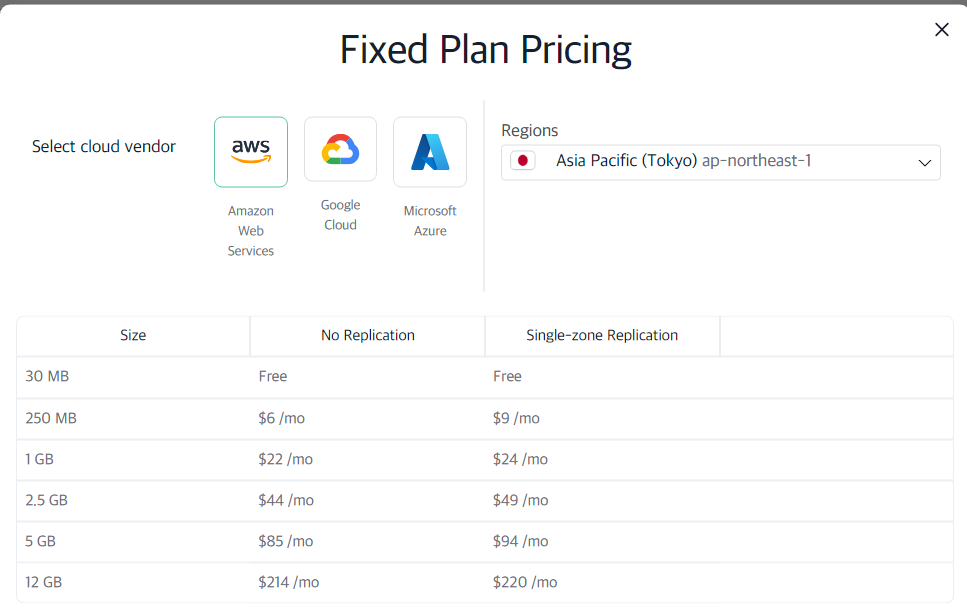 Fixed Plan Pricing
Select cloud vendor
aws
Amazon
Web
Services
Google
Cloud
Microsoft
Azure
Regions
Asia Pacific (Tokyo) ap-northeast-1
Size No Replication Single-zone Replication
30 MB Free Free
250 MB $6 /mo $9 /mo
1 GB $22 /mo $24 /mo
2.5 GB $44 /mo $49 /mo
5 GB $85 /mo $94 /mo
12 GB $214 /mo $220 /mo